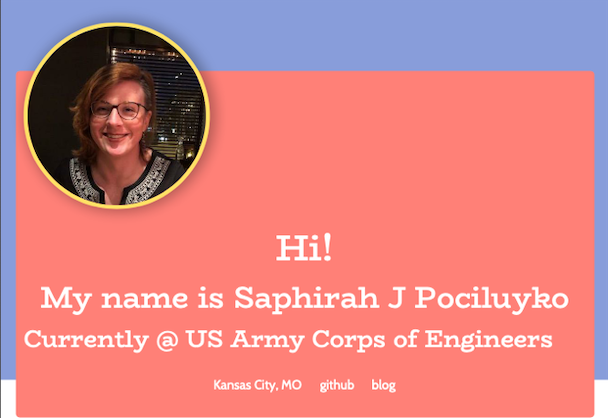 Hi!
My name is Saphirah J Pociluyko
Currently @ US Army Corps of Engineers
Kansas City, MO github blog